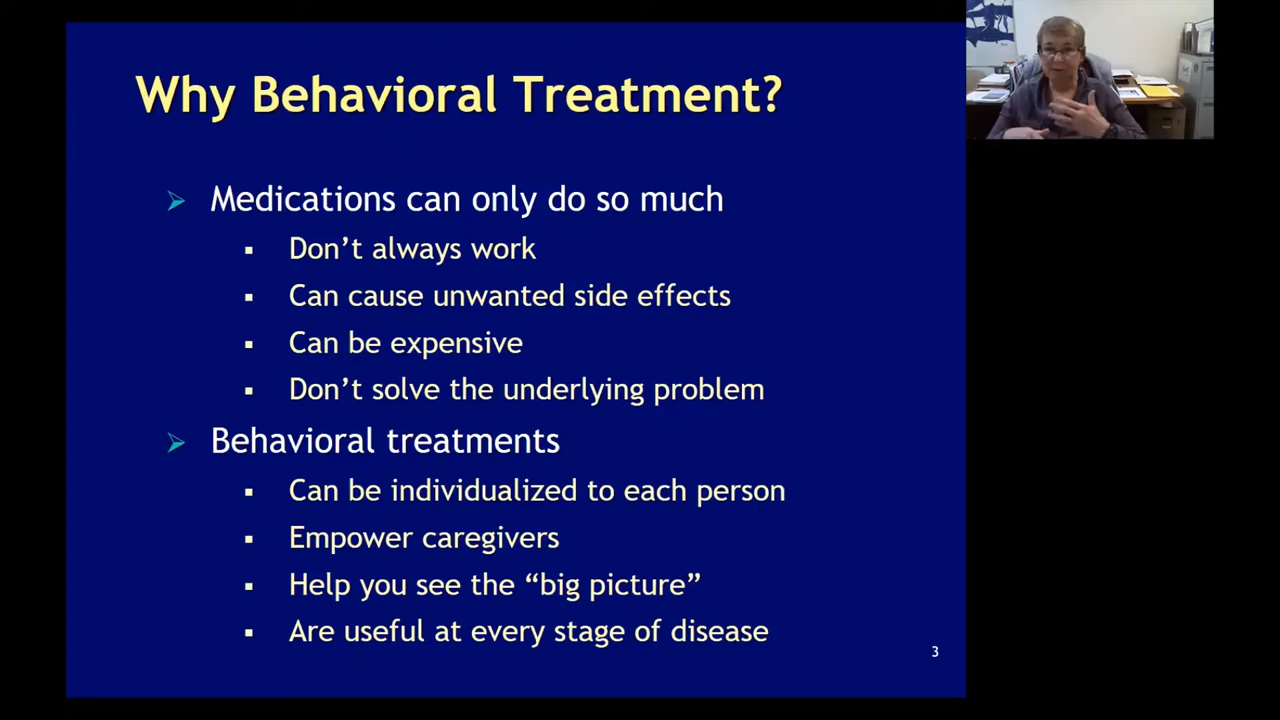 Why Behavioral Treatment?
Medications can only do so much
Don’t always work
Can cause unwanted side effects
Can be expensive
Don’t solve the underlying problem
Behavioral treatments
Can be individualized to each person
Empower caregivers
Help you see the “big picture”
Are useful at every stage of disease
3